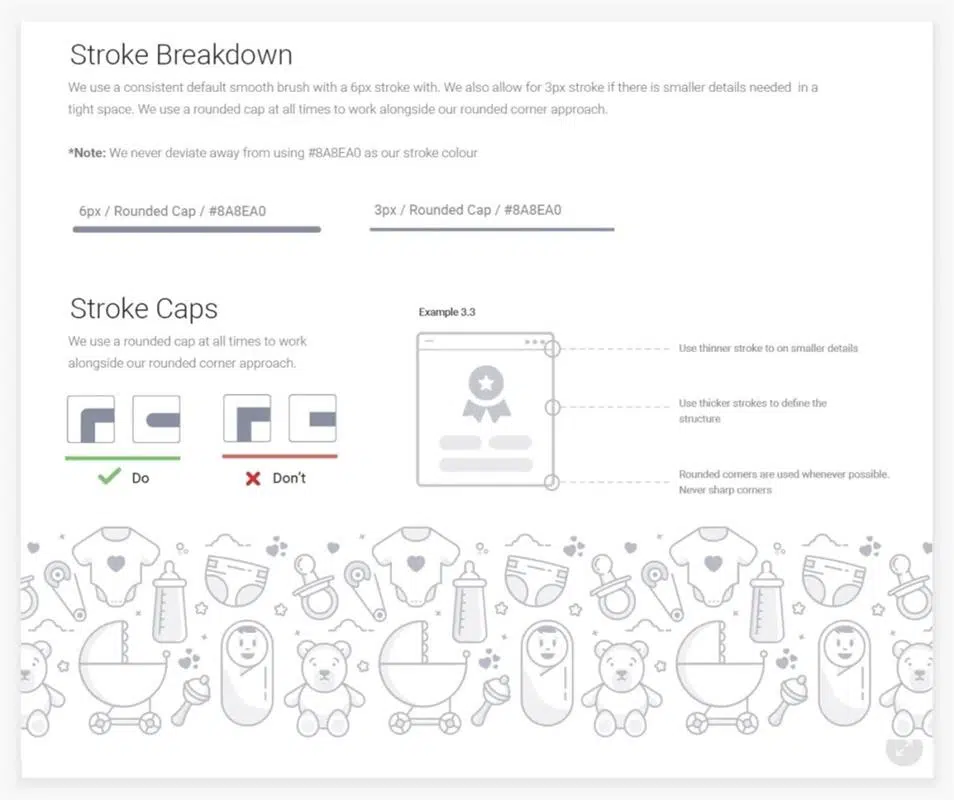 Stroke Breakdown
We use a consistent default smooth brush with a 6px stroke with. We also allow for 3px stroke if there is smaller details needed in a
tight space. We use a rounded cap at all times to work alongside our rounded corner approach.
*Note: We never deviate away from using #8A8EA0 as our stroke colour
6px / Rounded Cap / #8A8EA0
3px / Rounded Cap / #8A8EA0
Stroke Caps
We use a rounded cap at all times to work
alongside our rounded corner approach.
Do
Don't
Example 3.3
Use thinner stroke to on smaller details
Use thicker strokes to define the
structure
Rounded corners are used whenever possible.
Never sharp corners